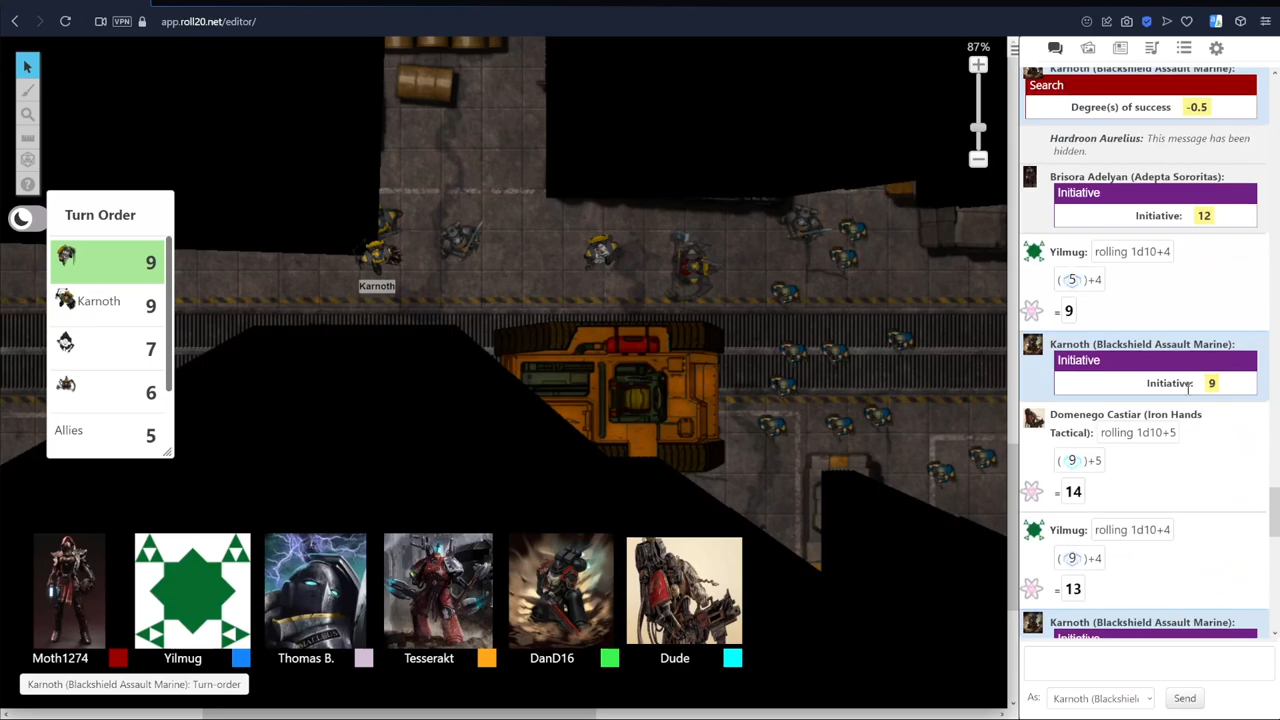 VPN
app.roll20.net/editor/
87%
Turn Order
9
Karnoth
9
7
6
Allies
5
Karnoth
Moth1274
Yilmug
Thomas B.
Tesserakt
DanD16
Dude
Karnoth (Blackshield Assault Marine): Turn-order
Karnoth (Blackshield Assault Marine):
Search
Degree(s) of success -0.5
Hardroon Aurelius: This message has been
hidden.
Brisora Adelyan (Adepta Sororitas):
Initiative
Initiative: 12
Yilmug: rolling 1d10+4
(5)+4
= 9
Karnoth (Blackshield Assault Marine):
Initiative
Initiative: 9
Domenego Castiar (Iron Hands
Tactical): rolling 1d10+5
(9)+5
= 14
Yilmug: rolling 1d10+4
(9)+4
= 13
Karnoth (Blackshield Assault Marine):
Initiative
As: Karnoth (Blackshiel
Send